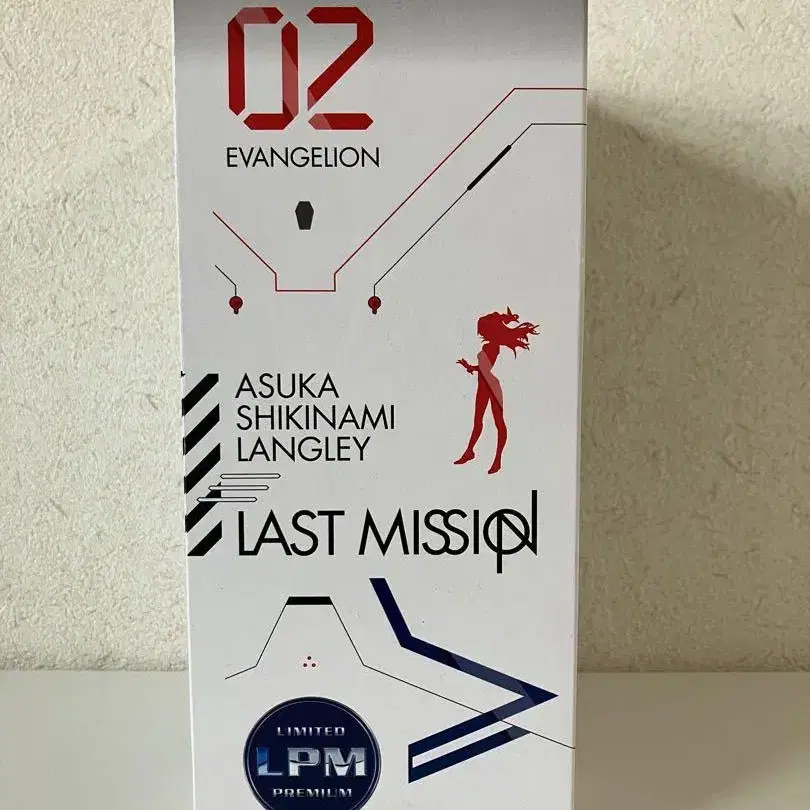 02
EVANGELION
ASUKA
SHIKINAMI
LANGLEY
LAST MISSION
LIMITED
LPM
PREMIUM